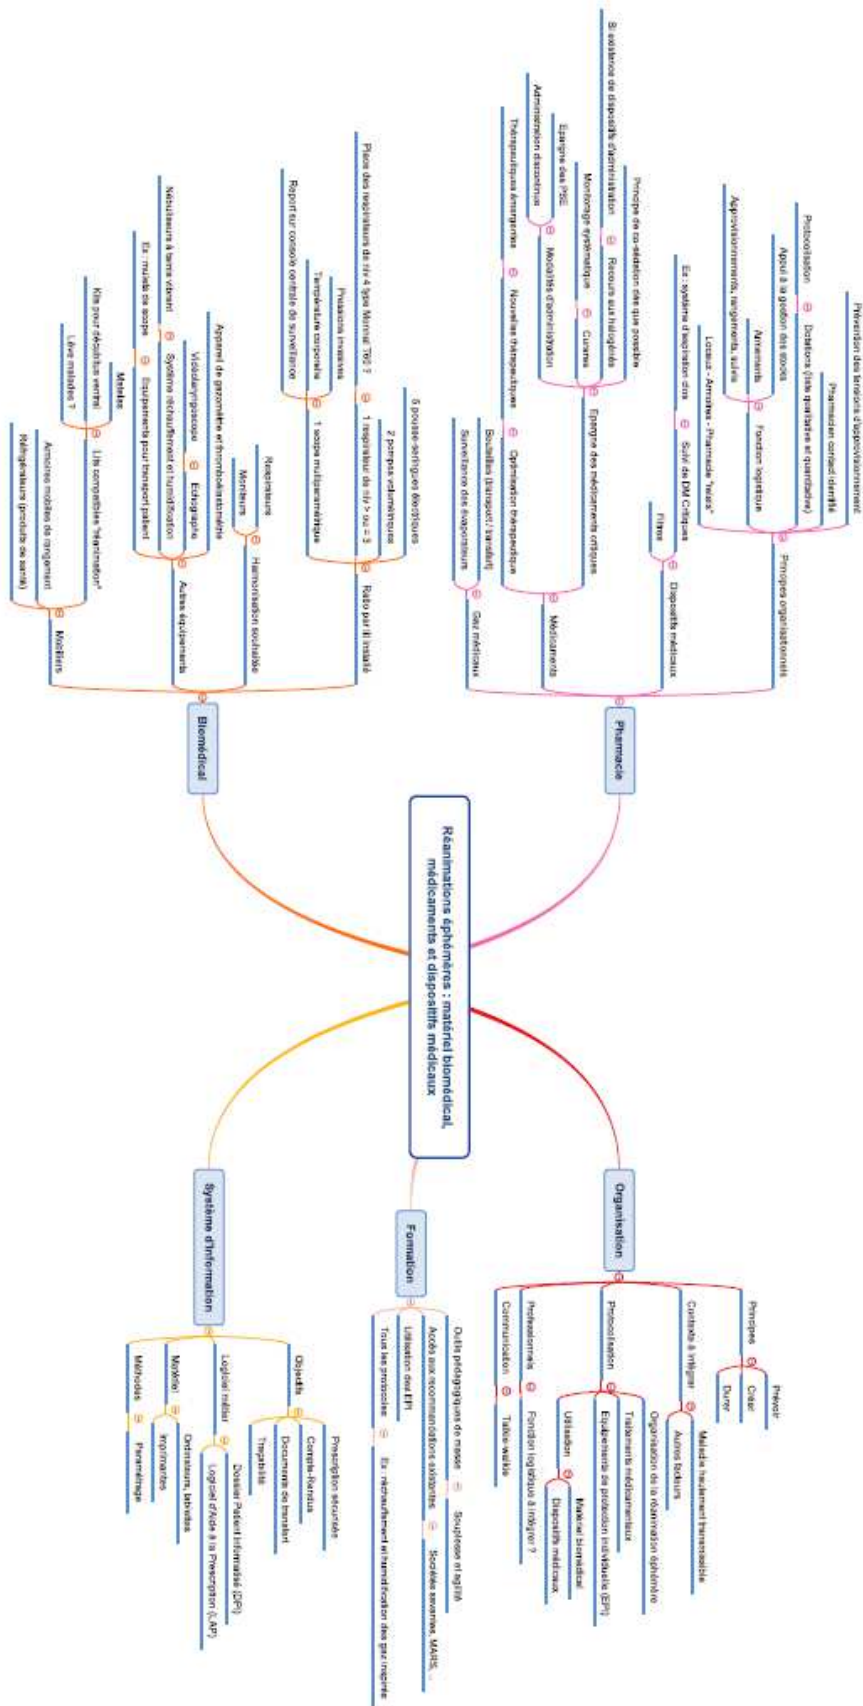 Réanimations éphémères : matériel biomédical,
médicaments et dispositifs médicaux
Organisation
Principes
Prévoir
Créer
Durer
Contexte à intégrer
Maladie hautement transmissible
Autres facteurs
Protocolisation
Organisation de la réanimation éphémère
Traitements médicamenteux
Equipements de protection individuelle (EPI)
Utilisation
Matériel biomédical
Dispositifs médicaux
Professionnels
Fonction logistique à intégrer ?
Communication
Talkie-walkie
Formation
Outils pédagogiques de masse
Souplesse et agilité
Accès aux recommandations existantes
Sociétés savantes, MARS, ...
Utilisation des EPI
Tous les protocoles
Ex : réchauffement et humidification des gaz inspirés
Système d'information
Objectifs
Prescription sécurisée
Compte-Rendus
Documents de transfert
Traçabilité
Logiciel métier
Dossier Patient Informatisé (DPI)
Logiciel d'Aide à la Prescription (LAP)
Matériel
Ordinateurs, tablettes
Imprimantes
Méthodes
Paramétrage
Pharmacie
Principes organisationnels
Prévention des tensions d'approvisionnement
Pharmacien contact identifié
Dotations (liste qualitative et quantitative)
Protocolisation
Fonction logistique
Appui à la gestion des stocks
Armements
Approvisionnements, rangements, suivis
Locaux - Armoires - Pharmacie "relais"
Dispositifs médicaux
Suivi de DM Critiques
Ex : système d'aspiration clos
Filtres
Médicaments
Epargne des médicaments critiques
Principe de co-sédation dès que possible
Recours aux halogénés
Si existence de dispositifs d'administration
Curares
Monitorage systématique
Modalités d'administration
Epargne des PSE
Administration discontinue
Optimisation thérapeutique
Nouvelles thérapeutiques
Thérapeutiques émergentes
Gaz médicaux
Bouteilles (transport / transfert)
Surveillance des évaporateurs
Biomédical
Ratio par lit installé
5 pousse-seringues électriques
2 pompes volumétriques
1 respirateur de niv > ou = 3
Place des respirateurs de niv 4 type Monnal T60 ?
1 scope multiparamétrique
Pressions invasives
Température corporelle
Report sur console centrale de surveillance
Harmonisation souhaitée
Respirateurs
Moniteurs
Autres équipements
Appareil de gazométrie et thromboélastométrie
Echographe
Vidéolaryngoscope
Système réchauffement et humidification
Nébuliseurs à tamis vibrant
Equipements pour transport patient
Ex : mulets de scope
Mobiliers
Lits compatibles "réanimation"
Matelas
Kits pour décubitus ventral
Lève malades ?
Armoires mobiles de rangement
Réfrigérateurs (produits de santé)